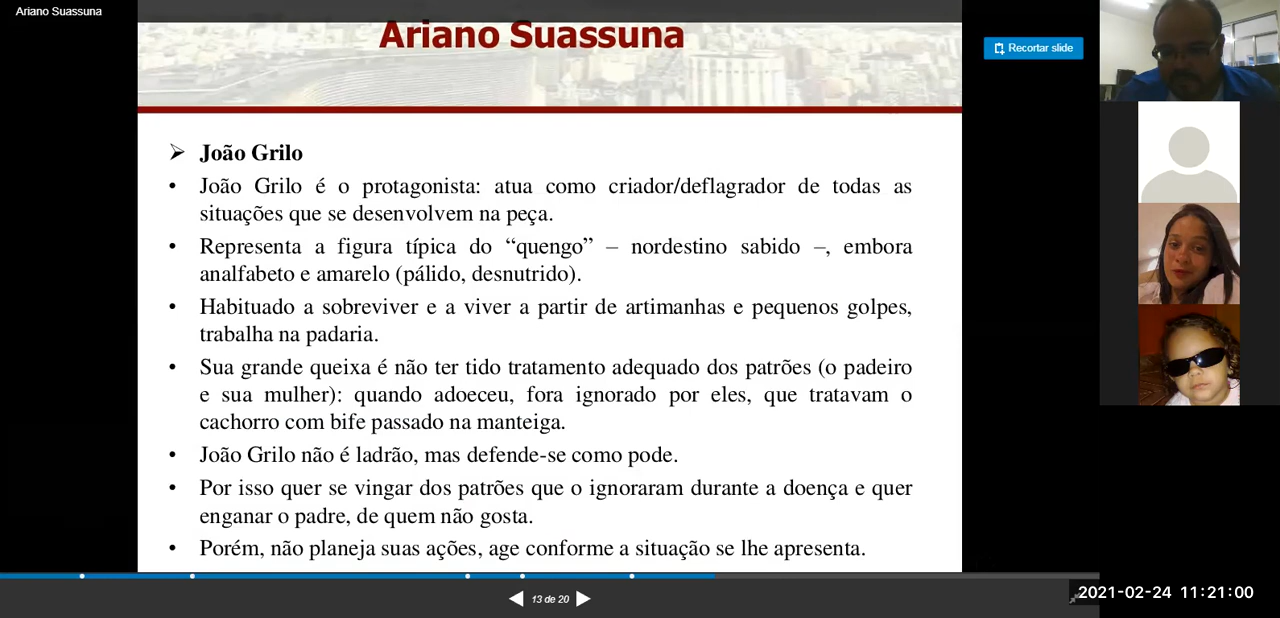 Ariano Suassuna
Ariano Suassuna
Recortar slide
➢ João Grilo
• João Grilo é o protagonista: atua como criador/deflagrador de todas as
situações que se desenvolvem na peça.
• Representa a figura típica do “quengo” – nordestino sabido –, embora
analfabeto e amarelo (pálido, desnutrido).
• Habituado a sobreviver e a viver a partir de artimanhas e pequenos golpes,
trabalha na padaria.
• Sua grande queixa é não ter tido tratamento adequado dos patrões (o padeiro
e sua mulher): quando adoeceu, fora ignorado por eles, que tratavam o
cachorro com bife passado na manteiga.
• João Grilo não é ladrão, mas defende-se como pode.
• Por isso quer se vingar dos patrões que o ignoraram durante a doença e quer
enganar o padre, de quem não gosta.
• Porém, não planeja suas ações, age conforme a situação se lhe apresenta.
13 de 20
2021-02-24 11:21:00